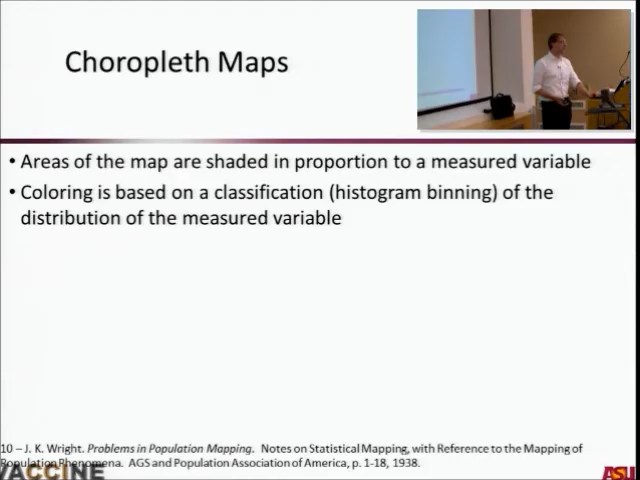 Choropleth Maps
• Areas of the map are shaded in proportion to a measured variable
• Coloring is based on a classification (histogram binning) of the
distribution of the measured variable
10 – J. K. Wright. Problems in Population Mapping. Notes on Statistical Mapping, with Reference to the Mapping of
Population Phenomena. AGS and Population Association of America, p. 1-18, 1938.
VACCINE
ASU